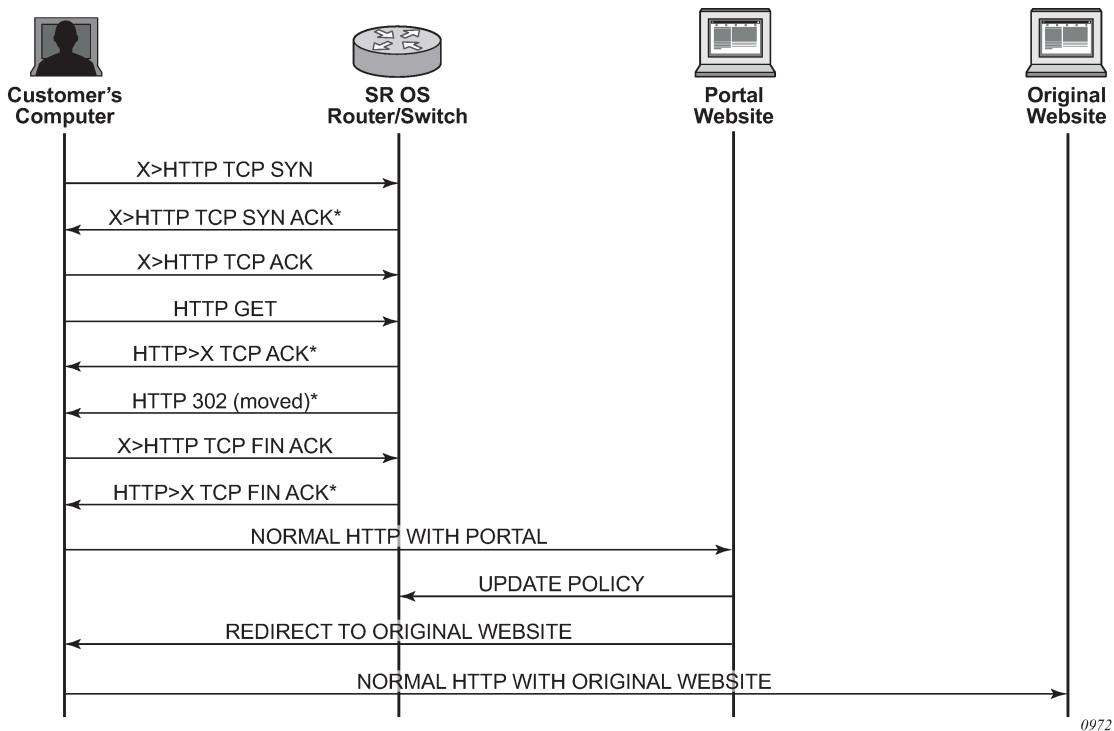 Customer's
Computer
SR OS
Router/Switch
Portal
Website
Original
Website
X>HTTP TCP SYN
X>HTTP TCP SYN ACK*
X>HTTP TCP ACK
HTTP GET
HTTP>X TCP ACK*
HTTP 302 (moved)*
X>HTTP TCP FIN ACK
HTTP>X TCP FIN ACK*
NORMAL HTTP WITH PORTAL
UPDATE POLICY
REDIRECT TO ORIGINAL WEBSITE
NORMAL HTTP WITH ORIGINAL WEBSITE
0972